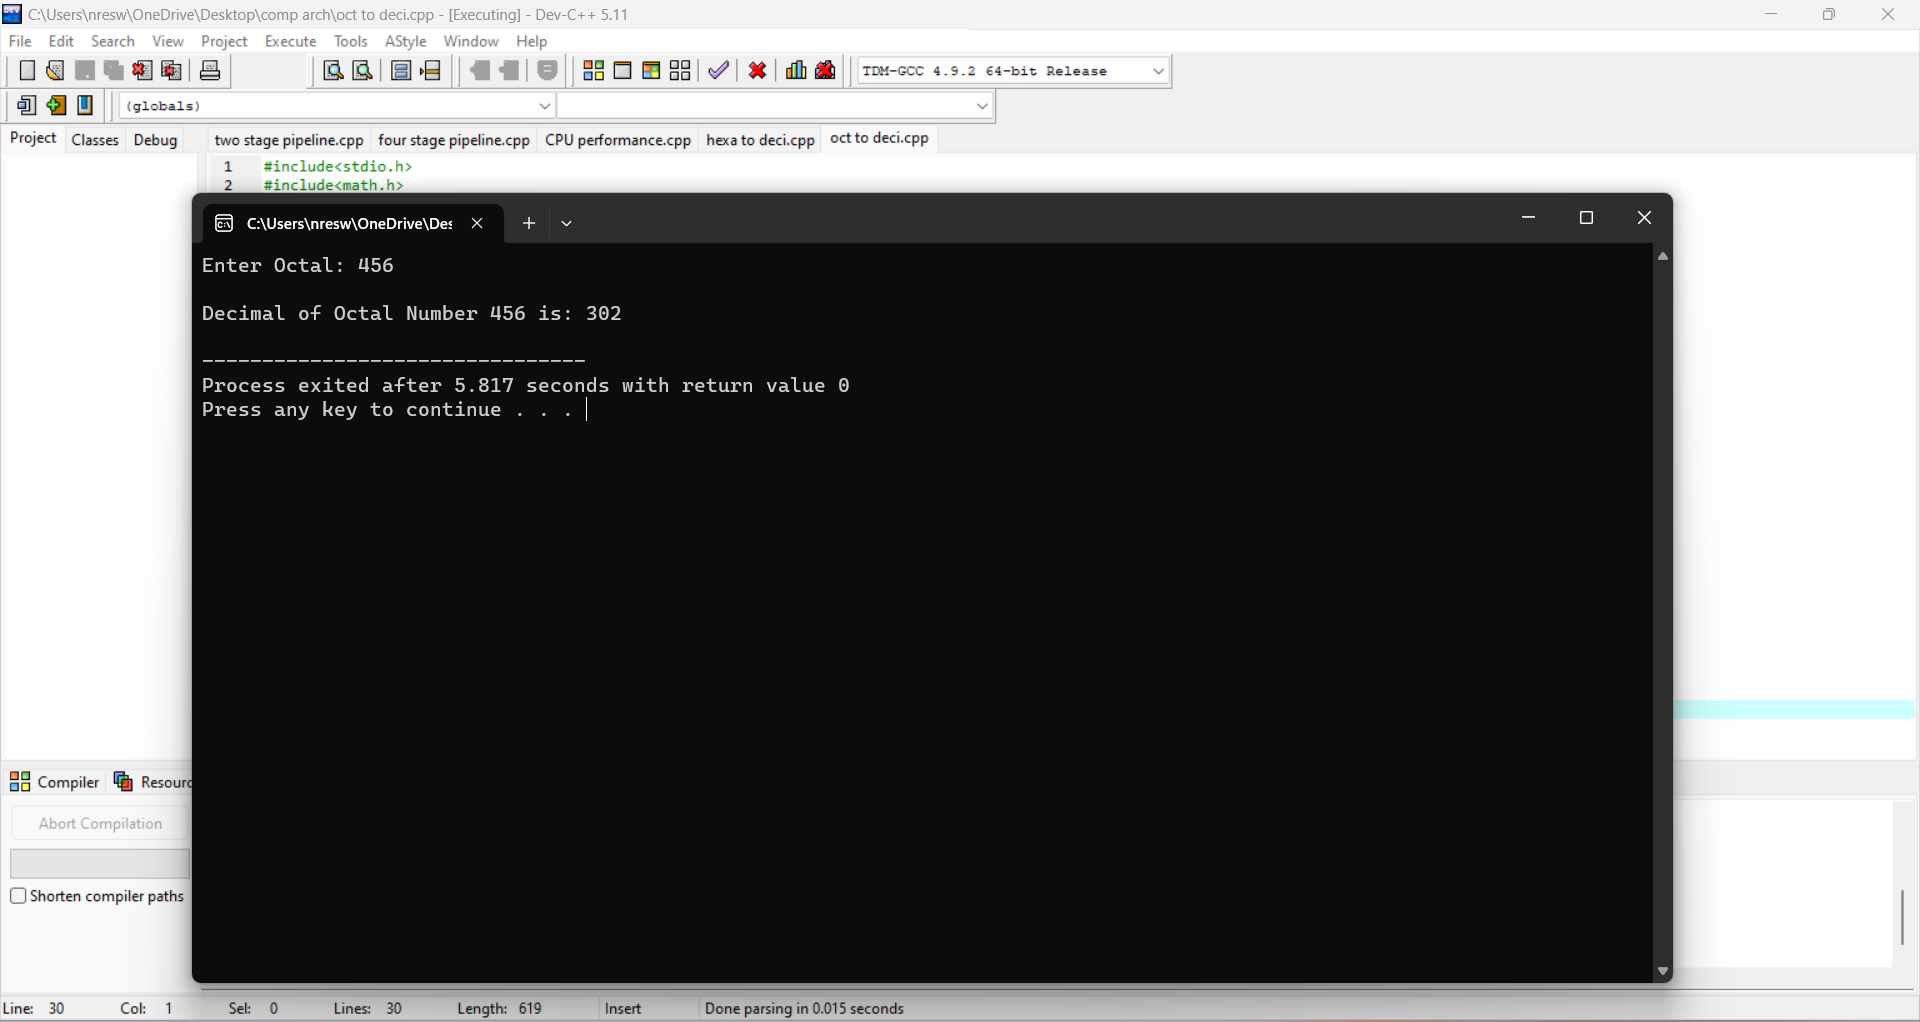 C:\Users\nresw\OneDrive\Desktop\comp arch\oct to deci.cpp - [Executing] - Dev-C++ 5.11
File Edit Search View Project Execute Tools AStyle Window Help
TDM-GCC 4.9.2 64-bit Release
(globals)
Project Classes Debug two stage pipeline.cpp four stage pipeline.cpp CPU performance.cpp hexa to deci.cpp oct to deci.cpp
1 #include<stdio.h>
2 #include<math.h>
C:\Users\nresw\OneDrive\Des
Enter Octal: 456
Decimal of Octal Number 456 is: 302
--------------------------------
Process exited after 5.817 seconds with return value 0
Press any key to continue . . .
Compiler Resourc
Abort Compilation
Shorten compiler paths
Line: 30 Col: 1 Sel: 0 Lines: 30 Length: 619 Insert Done parsing in 0.015 seconds